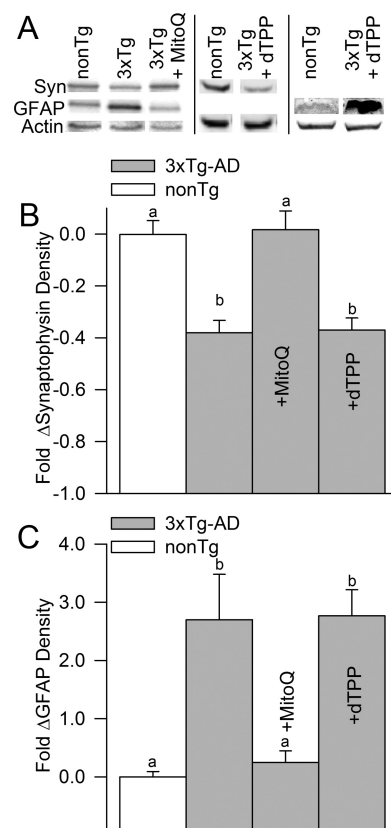 A
nonTg
3xTg
3xTg
+ MitoQ
nonTg
3xTg
+ dTPP
nonTg
3xTg
+ dTPP
Syn
GFAP
Actin
3xTg-AD
nonTg
B
Fold ΔSynaptophysin Density
0.0
-0.2
-0.4
-0.6
-0.8
-1.0
a
b
a
b
+MitoQ
+dTPP
3xTg-AD
nonTg
C
Fold ΔGFAP Density
4.0
3.0
2.0
1.0
0.0
a
b
a
b
+MitoQ
+dTPP